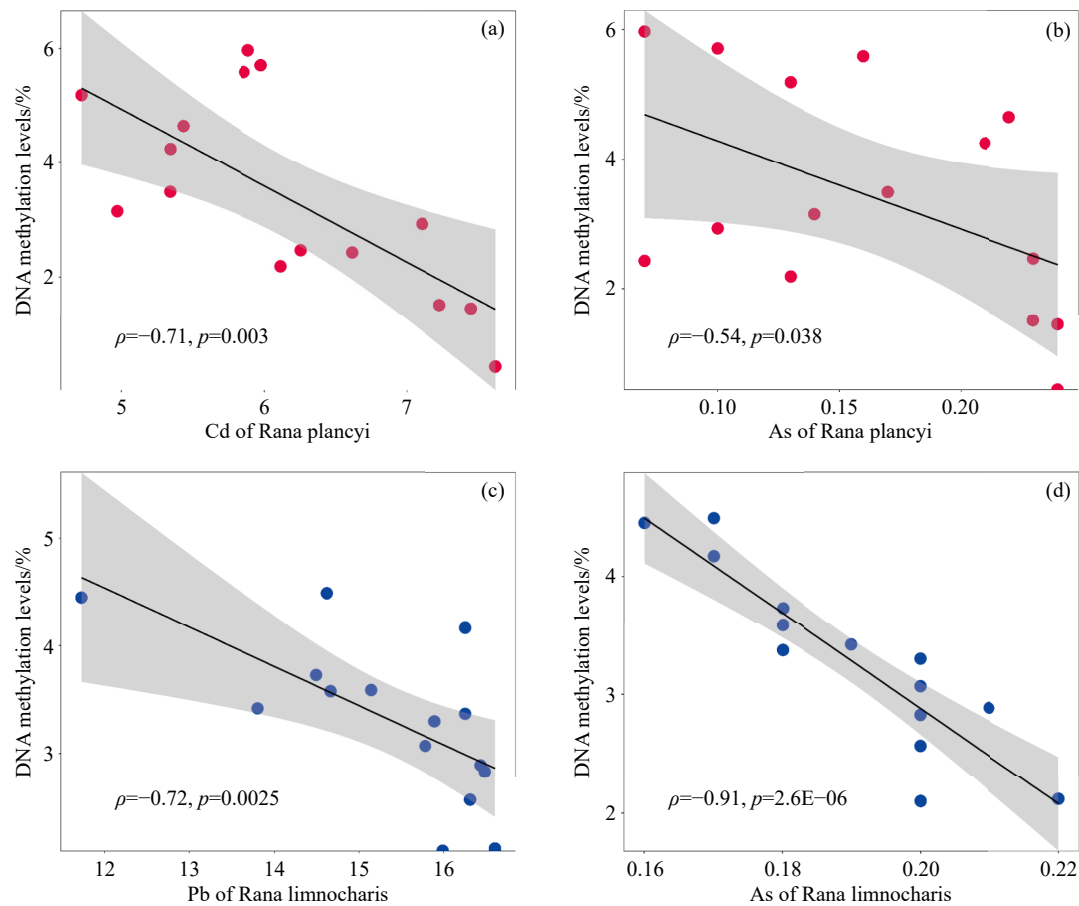 (a)
DNA methylation levels/%
6
4
2
ρ=−0.71, p=0.003
5 6 7
Cd of Rana plancyi
(b)
DNA methylation levels/%
6
4
2
ρ=−0.54, p=0.038
0.10 0.15 0.20
As of Rana plancyi
(c)
DNA methylation levels/%
5
4
3
ρ=−0.72, p=0.0025
12 13 14 15 16
Pb of Rana limnocharis
(d)
DNA methylation levels/%
4
3
2
ρ=−0.91, p=2.6E−06
0.16 0.18 0.20 0.22
As of Rana limnocharis